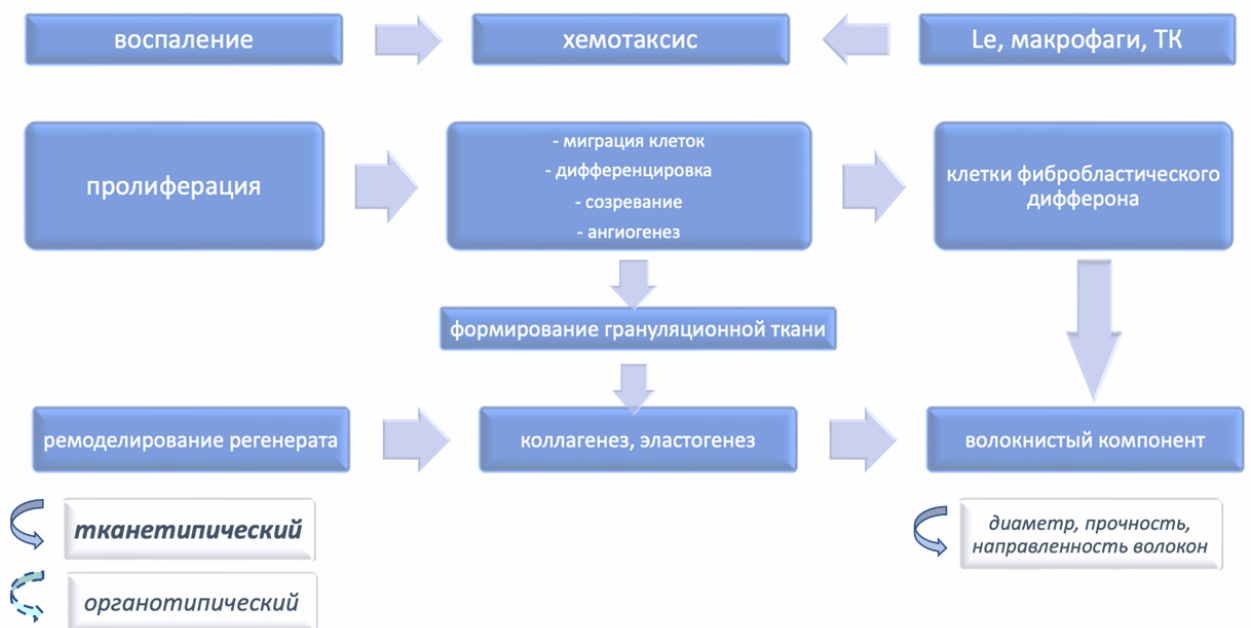 воспаление
хемотаксис
Le, макрофаги, ТК
пролиферация
- миграция клеток
- дифференцировка
- созревание
- ангиогенез
клетки фибробластического
дифферона
формирование грануляционной ткани
ремоделирование регенерата
коллагенез, эластогенез
волокнистый компонент
тканетипический
органотипический
диаметр, прочность,
направленность волокон